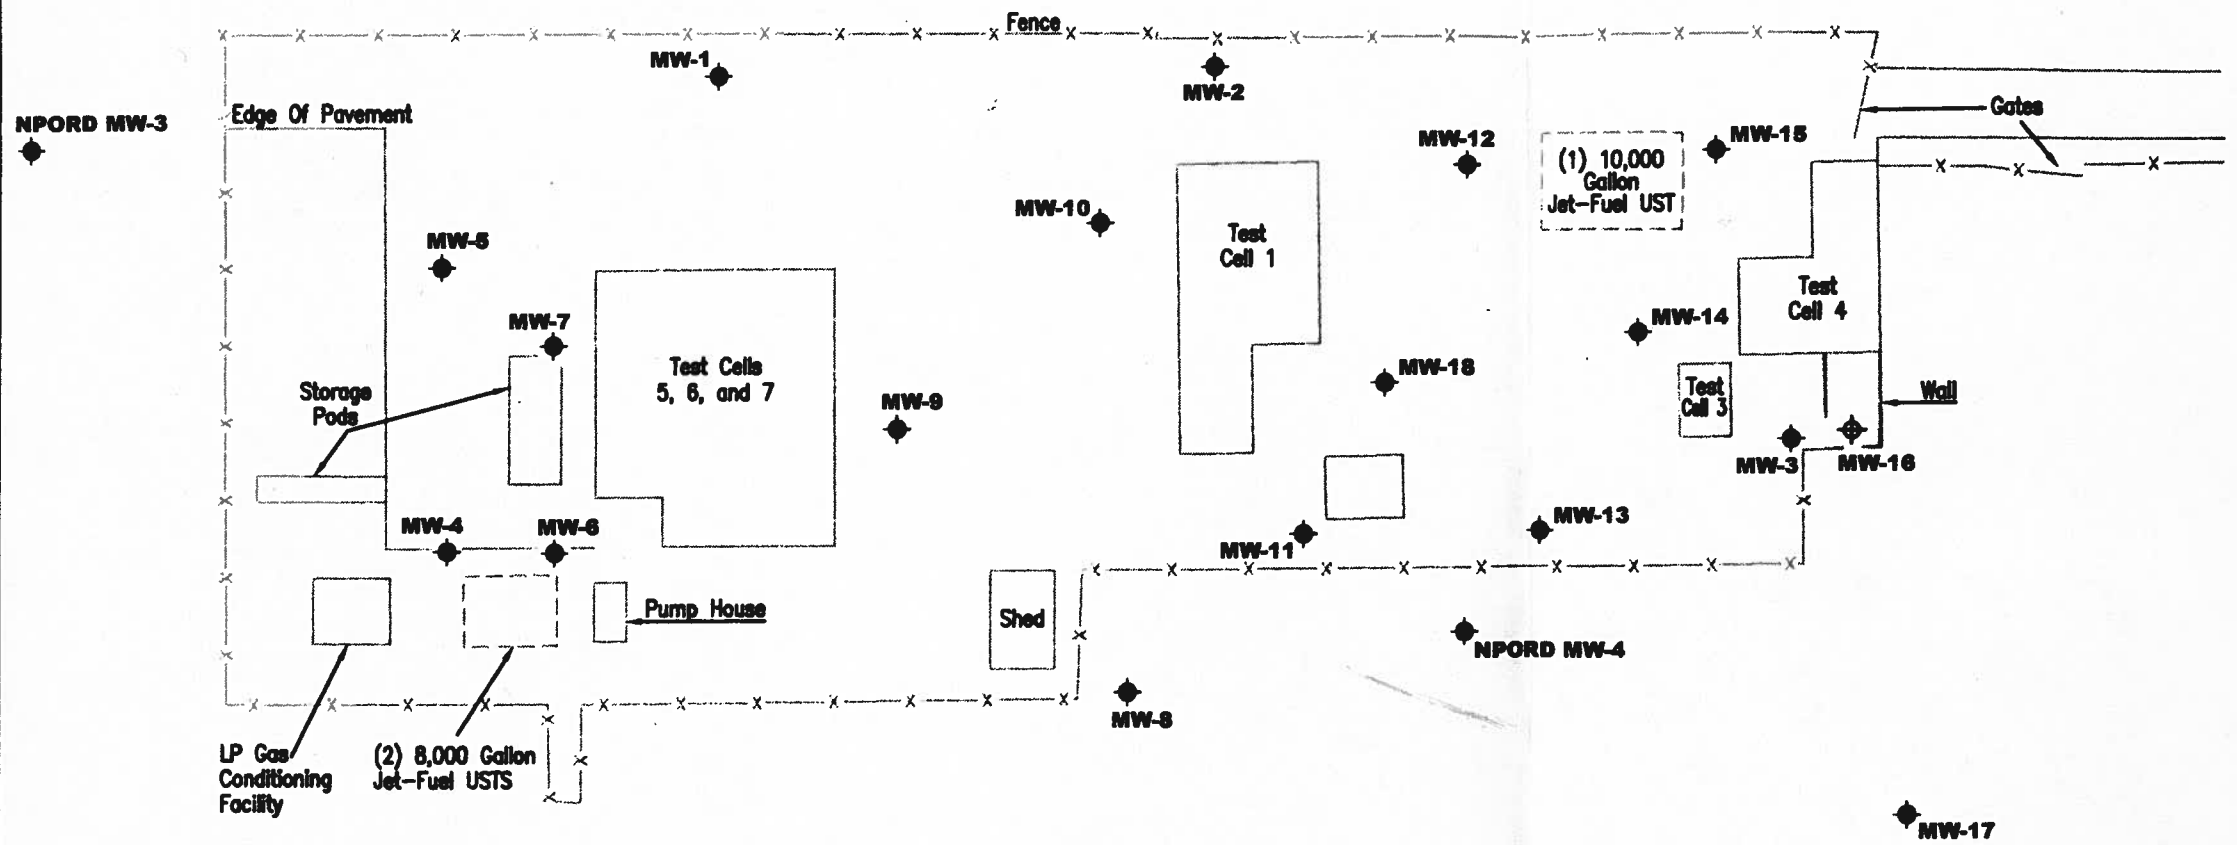 Fence
MW-1
MW-2
Edge Of Pavement
NPORD MW-3
Gates
MW-12
MW-15
(1) 10,000
Gallon
Jet-Fuel UST
MW-10
MW-5
Test
Cell 1
MW-7
Test
Cell 4
MW-14
Test Cells
5, 6, and 7
MW-18
Storage
Pods
MW-9
Test
Cell 3
Wall
MW-3
MW-16
MW-4
MW-6
MW-11
MW-13
Pump House
Shed
NPORD MW-4
MW-8
LP Gas
Conditioning
Facility
(2) 8,000 Gallon
Jet-Fuel USTS
MW-17